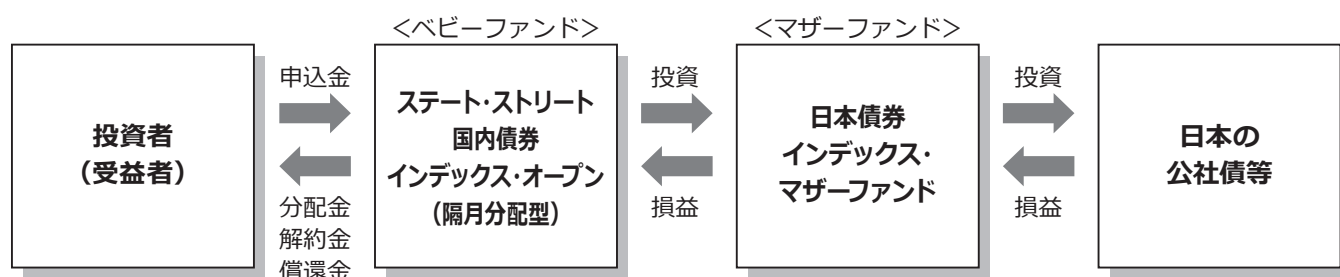 <ベビーファンド>
<マザーファンド>
投資者
(受益者)
申込金
分配金
解約金
償還金
ステート・ストリート
国内債券
インデックス・オープン
(隔月分配型)
投資
損益
日本債券
インデックス・
マザーファンド
投資
損益
日本の
公社債等